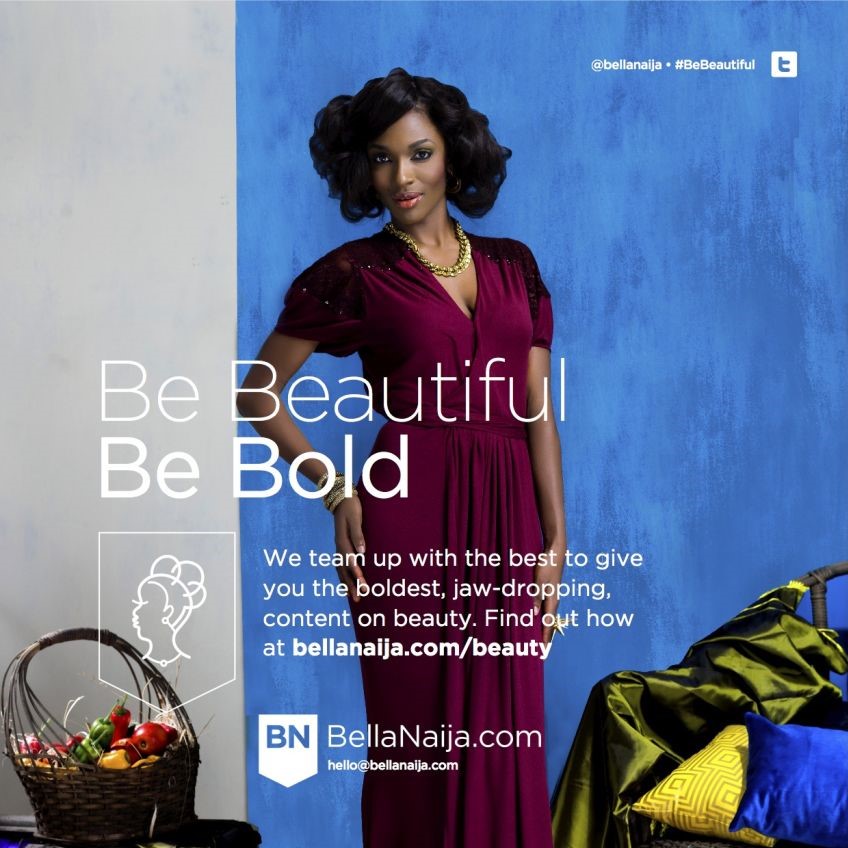 @bellanaija • #BeBeautiful t
Be Beautiful
Be Bold
We team up with the best to give
you the boldest, jaw-dropping,
content on beauty. Find out how
at bellanaija.com/beauty
BN BellaNaija.com
hello@bellanaija.com